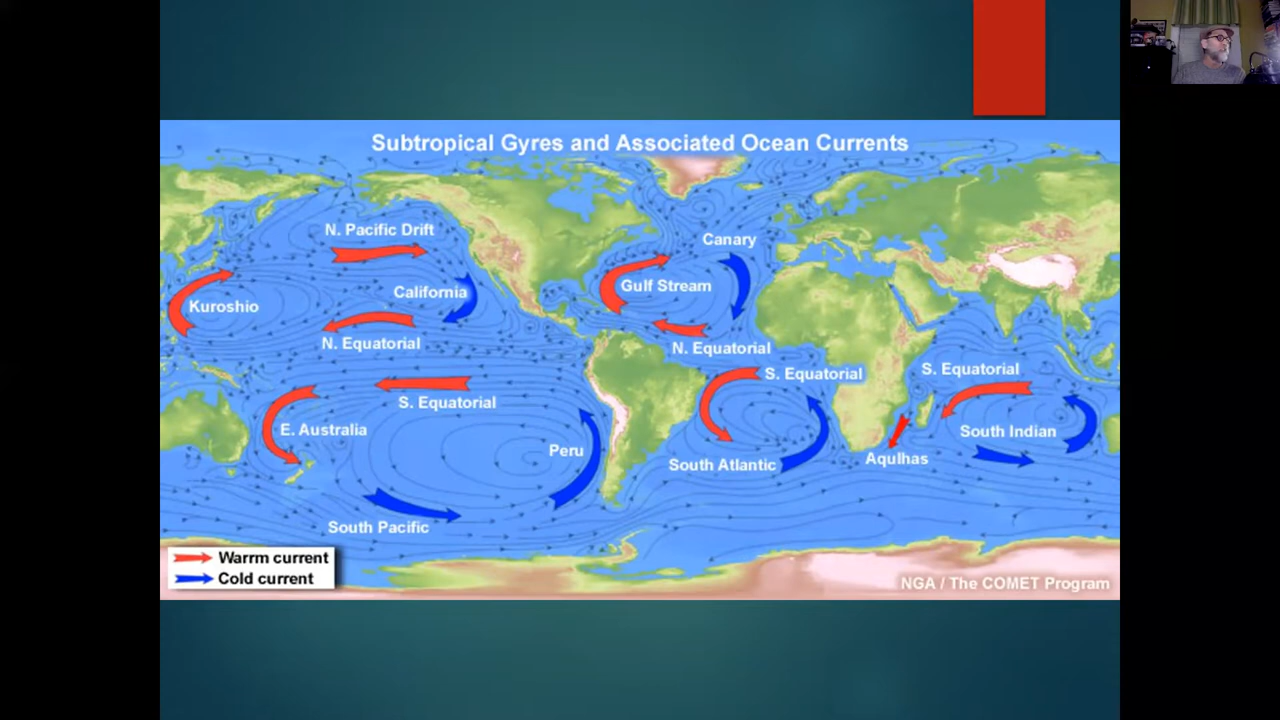 Subtropical Gyres and Associated Ocean Currents
N. Pacific Drift
Canary
Gulf Stream
California
Kuroshio
N. Equatorial
N. Equatorial
S. Equatorial
S. Equatorial
S. Equatorial
E. Australia
South Indian
Peru
Aqulhas
South Atlantic
South Pacific
Warrm current
Cold current
NGA / The COMET Program